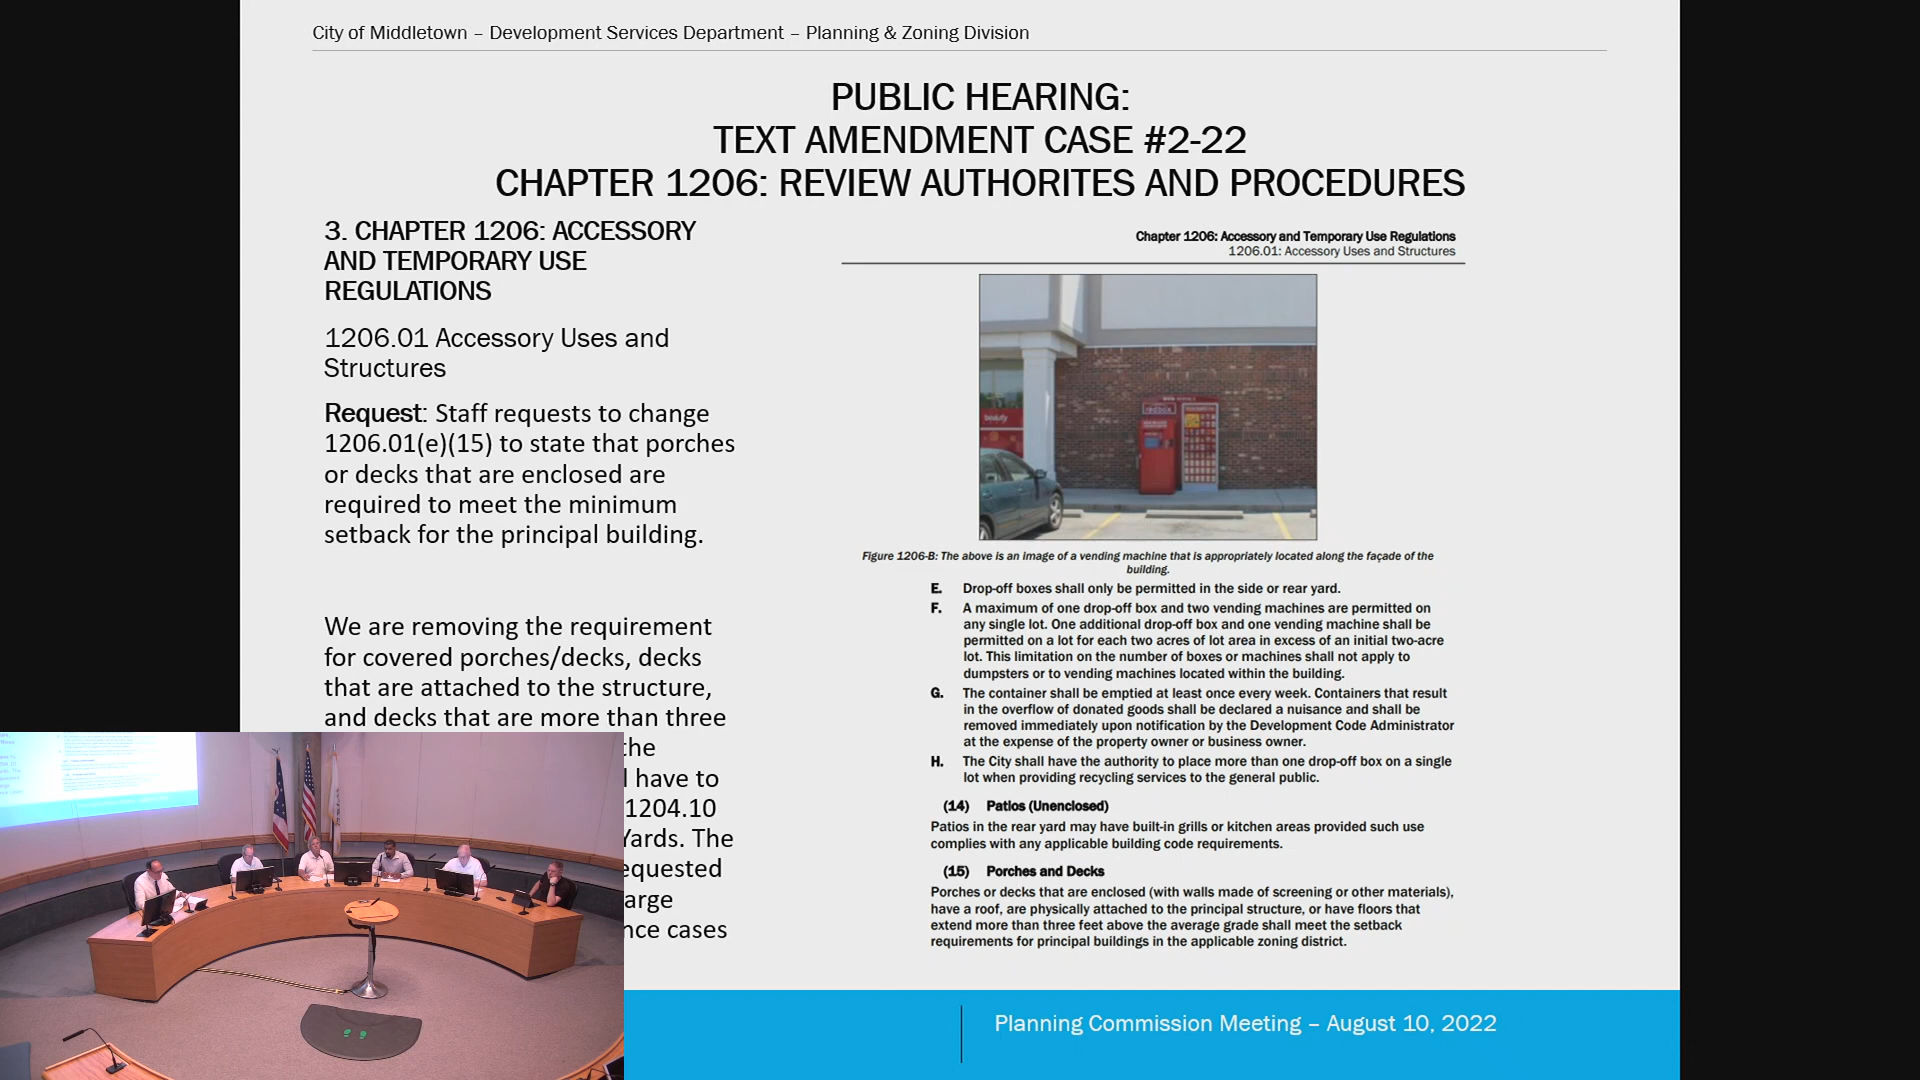 City of Middletown – Development Services Department – Planning & Zoning Division
PUBLIC HEARING:
TEXT AMENDMENT CASE #2-22
CHAPTER 1206: REVIEW AUTHORITES AND PROCEDURES
3. CHAPTER 1206: ACCESSORY
AND TEMPORARY USE
REGULATIONS
1206.01 Accessory Uses and
Structures
Request: Staff requests to change
1206.01(e)(15) to state that porches
or decks that are enclosed are
required to meet the minimum
setback for the principal building.
We are removing the requirement
for covered porches/decks, decks
that are attached to the structure,
and decks that are more than three
the
have to
1204.10
Yards. The
equested
arge
nce cases
Chapter 1206: Accessory and Temporary Use Regulations
1206.01: Accessory Uses and Structures
beauty
redbox
Figure 1206-B: The above is an image of a vending machine that is appropriately located along the façade of the
building.
E. Drop-off boxes shall only be permitted in the side or rear yard.
F. A maximum of one drop-off box and two vending machines are permitted on
any single lot. One additional drop-off box and one vending machine shall be
permitted on a lot for each two acres of lot area in excess of an initial two-acre
lot. This limitation on the number of boxes or machines shall not apply to
dumpsters or to vending machines located within the building.
G. The container shall be emptied at least once every week. Containers that result
in the overflow of donated goods shall be declared a nuisance and shall be
removed immediately upon notification by the Development Code Administrator
at the expense of the property owner or business owner.
H. The City shall have the authority to place more than one drop-off box on a single
lot when providing recycling services to the general public.
(14) Patios (Unenclosed)
Patios in the rear yard may have built-in grills or kitchen areas provided such use
complies with any applicable building code requirements.
(15) Porches and Decks
Porches or decks that are enclosed (with walls made of screening or other materials),
have a roof, are physically attached to the principal structure, or have floors that
extend more than three feet above the average grade shall meet the setback
requirements for principal buildings in the applicable zoning district.
Planning Commission Meeting – August 10, 2022